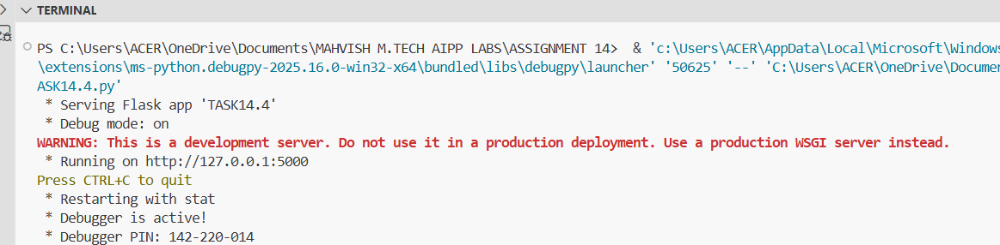 TERMINAL
PS C:\Users\ACER\OneDrive\Documents\MAHVISH M.TECH AIPP LABS\ASSIGNMENT 14>  & 'c:\Users\ACER\AppData\Local\Microsoft\Windows
\extensions\ms-python.debugpy-2025.16.0-win32-x64\bundled\libs\debugpy\launcher' '50625' '--' 'C:\Users\ACER\OneDrive\Docume
ASK14.4.py'
 * Serving Flask app 'TASK14.4'
 * Debug mode: on
WARNING: This is a development server. Do not use it in a production deployment. Use a production WSGI server instead.
 * Running on http://127.0.0.1:5000
Press CTRL+C to quit
 * Restarting with stat
 * Debugger is active!
 * Debugger PIN: 142-220-014